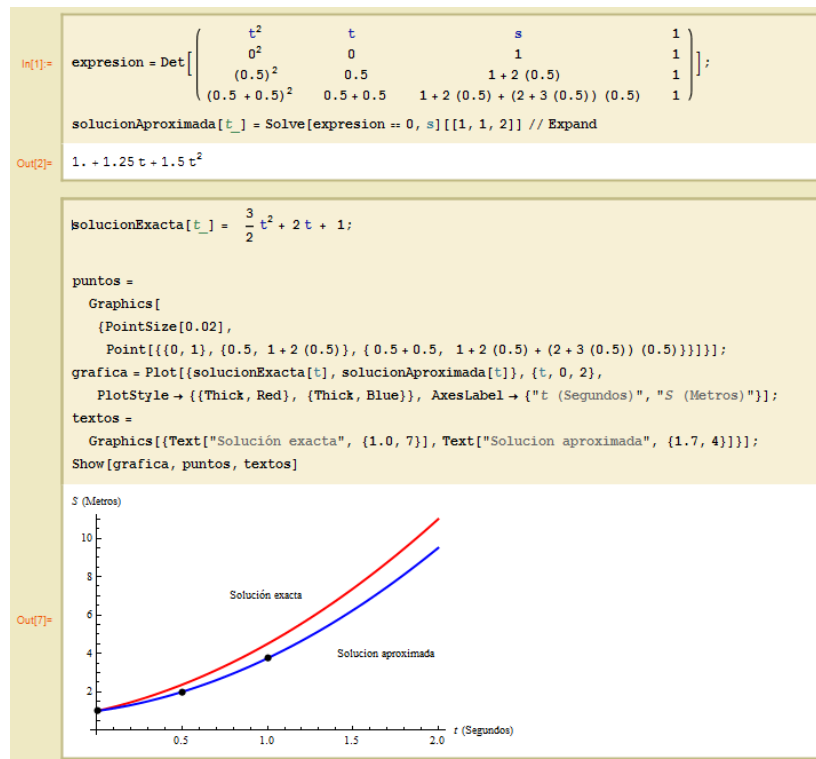 t² t s 1
In[1]:= expresion = Det[( 0² 0 1 1 )];
(0.5)² 0.5 1 + 2 (0.5) 1
(0.5 + 0.5)² 0.5 + 0.5 1 + 2 (0.5) + (2 + 3 (0.5)) (0.5) 1
solucionAproximada[t_] = Solve[expresion == 0, s][[1, 1, 2]] // Expand
Out[2]= 1. + 1.25 t + 1.5 t²
solucionExacta[t_] = 3/2 t² + 2 t + 1;
puntos =
Graphics[
{PointSize[0.02],
Point[{{0, 1}, {0.5, 1 + 2 (0.5)}, { 0.5 + 0.5, 1 + 2 (0.5) + (2 + 3 (0.5)) (0.5)}}]}];
grafica = Plot[{solucionExacta[t], solucionAproximada[t]}, {t, 0, 2},
PlotStyle → {{Thick, Red}, {Thick, Blue}}, AxesLabel → {"t (Segundos)", "S (Metros)"}];
textos =
Graphics[{Text["Solución exacta", {1.0, 7}], Text["Solucion aproximada", {1.7, 4}]}];
Show[grafica, puntos, textos]
S (Metros)
10
8
Solución exacta
6
Out[7]=
4
Solucion aproximada
2
t (Segundos)
0.5 1.0 1.5 2.0